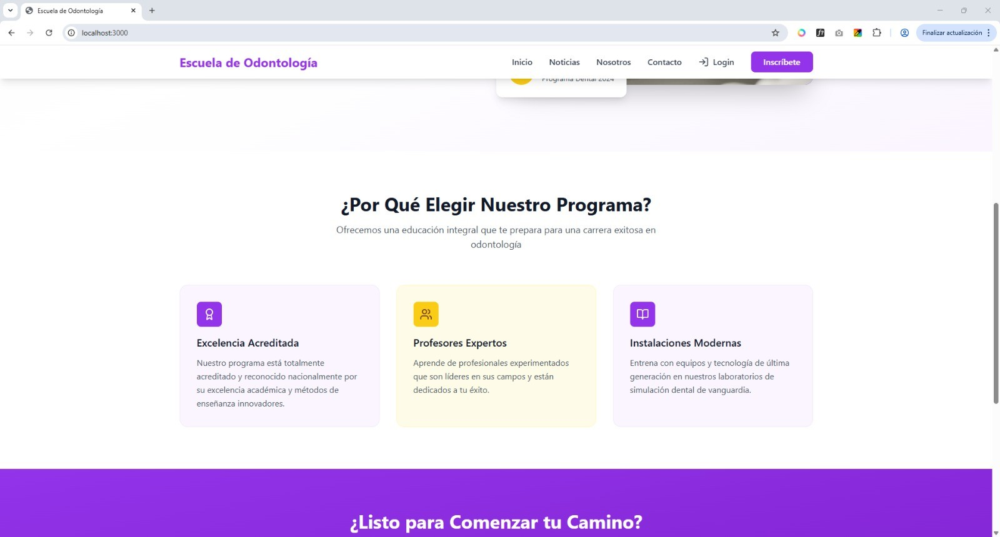 Escuela de Odontología
localhost:3000
Finalizar actualización
Escuela de Odontología
Inicio
Noticias
Nosotros
Contacto
Login
Inscríbete
Programa Dental 2024
¿Por Qué Elegir Nuestro Programa?
Ofrecemos una educación integral que te prepara para una carrera exitosa en
odontología
Excelencia Acreditada
Nuestro programa está totalmente
acreditado y reconocido nacionalmente por
su excelencia académica y métodos de
enseñanza innovadores.
Profesores Expertos
Aprende de profesionales experimentados
que son líderes en sus campos y están
dedicados a tu éxito.
Instalaciones Modernas
Entrena con equipos y tecnología de última
generación en nuestros laboratorios de
simulación dental de vanguardia.
¿Listo para Comenzar tu Camino?